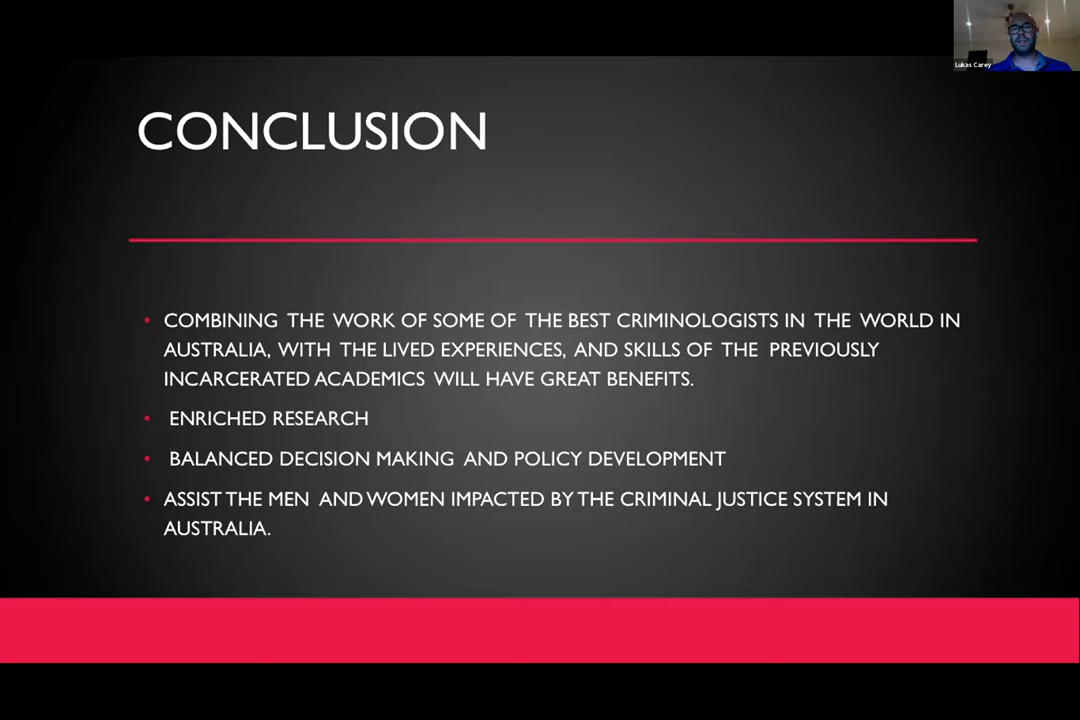 Lukas Carey
CONCLUSION
• COMBINING THE WORK OF SOME OF THE BEST CRIMINOLOGISTS IN THE WORLD IN
AUSTRALIA, WITH THE LIVED EXPERIENCES, AND SKILLS OF THE PREVIOUSLY
INCARCERATED ACADEMICS WILL HAVE GREAT BENEFITS.
• ENRICHED RESEARCH
• BALANCED DECISION MAKING AND POLICY DEVELOPMENT
• ASSIST THE MEN AND WOMEN IMPACTED BY THE CRIMINAL JUSTICE SYSTEM IN
AUSTRALIA.